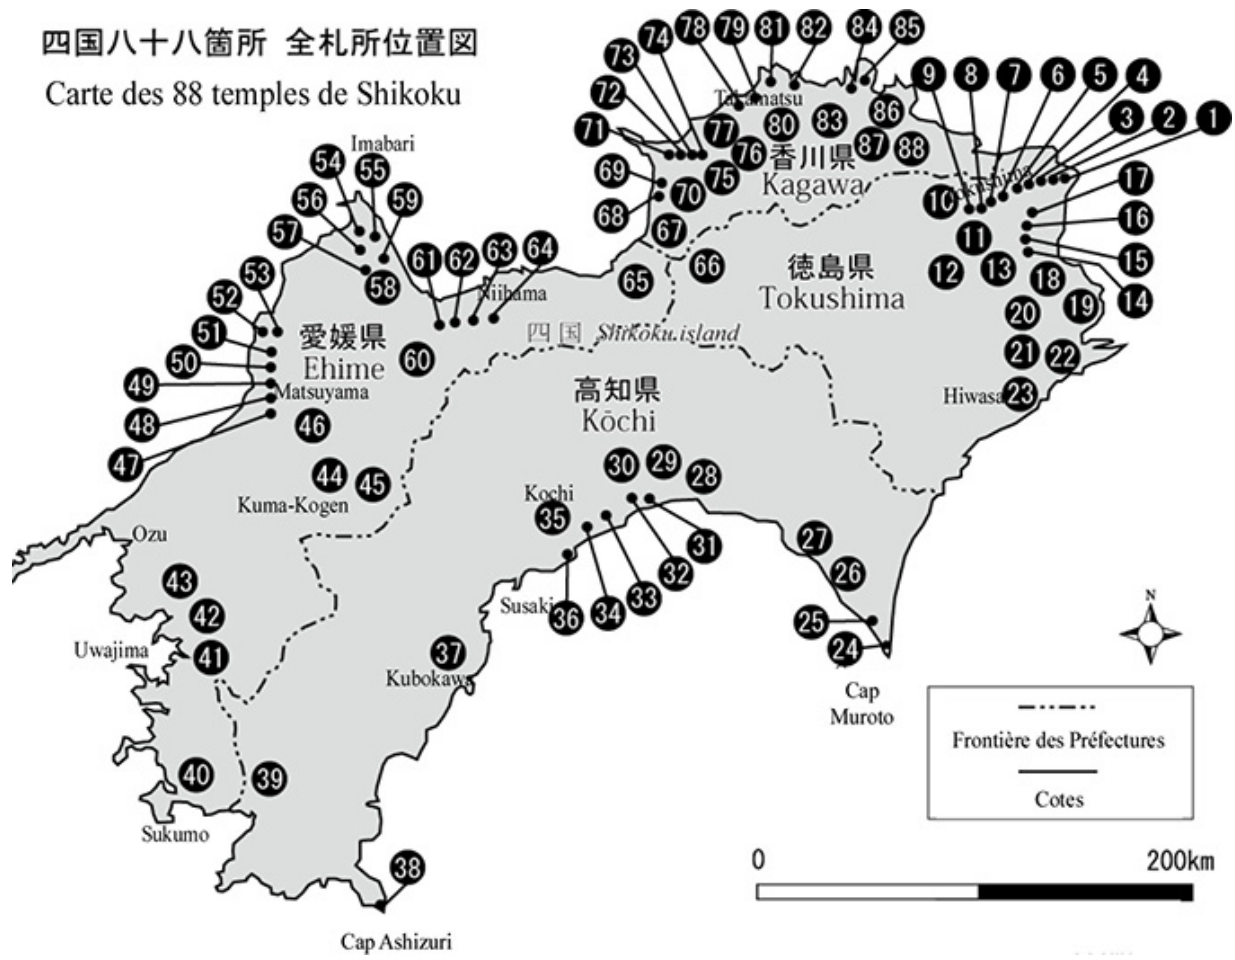 四国八十八箇所 全札所位置図
Carte des 88 temples de Shikoku
78 79 81 82 84 85
74
73
72
71
9 8 7 6 5 4
3 2 1
Takamatsu
77 80 83 86
76 87 88
香川県
Kagawa
69 70 75
68
67
66
65
Imabari
54 55
56 59
57
58
61 62 63 64
Niihama
53
52
51
50
49
48
47
愛媛県
Ehime
60
Matsuyama
46
44 45
Kuma-Kogen
Tokushima
10
11
12 13
17
16
15
14
18
19
20
21 22
徳島県
Tokushima
Hiwasa
23
四国 Shikoku island
高知県
Kōchi
30 29 28
Kochi
35
31
32
33
34
36
27
26
25
24
Cap
Muroto
Ozu
43
42
Uwajima
41
Susaki
37
Kubokawa
40 39
Sukumo
38
Cap Ashizuri
N
Frontière des Préfectures
Cotes
0 200km